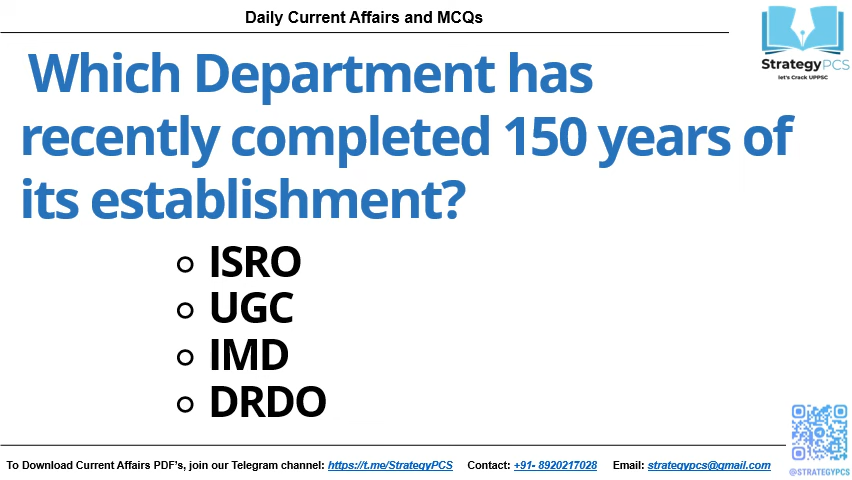 Daily Current Affairs and MCQs
StrategyPCS
let's Crack UPPSC
Which Department has
recently completed 150 years of
its establishment?
ISRO
UGC
IMD
DRDO
To Download Current Affairs PDF's, join our Telegram channel: https://t.me/StrategyPCS Contact: +91- 8920217028 Email: strategypcs@gmail.com
@STRATEGYPCS